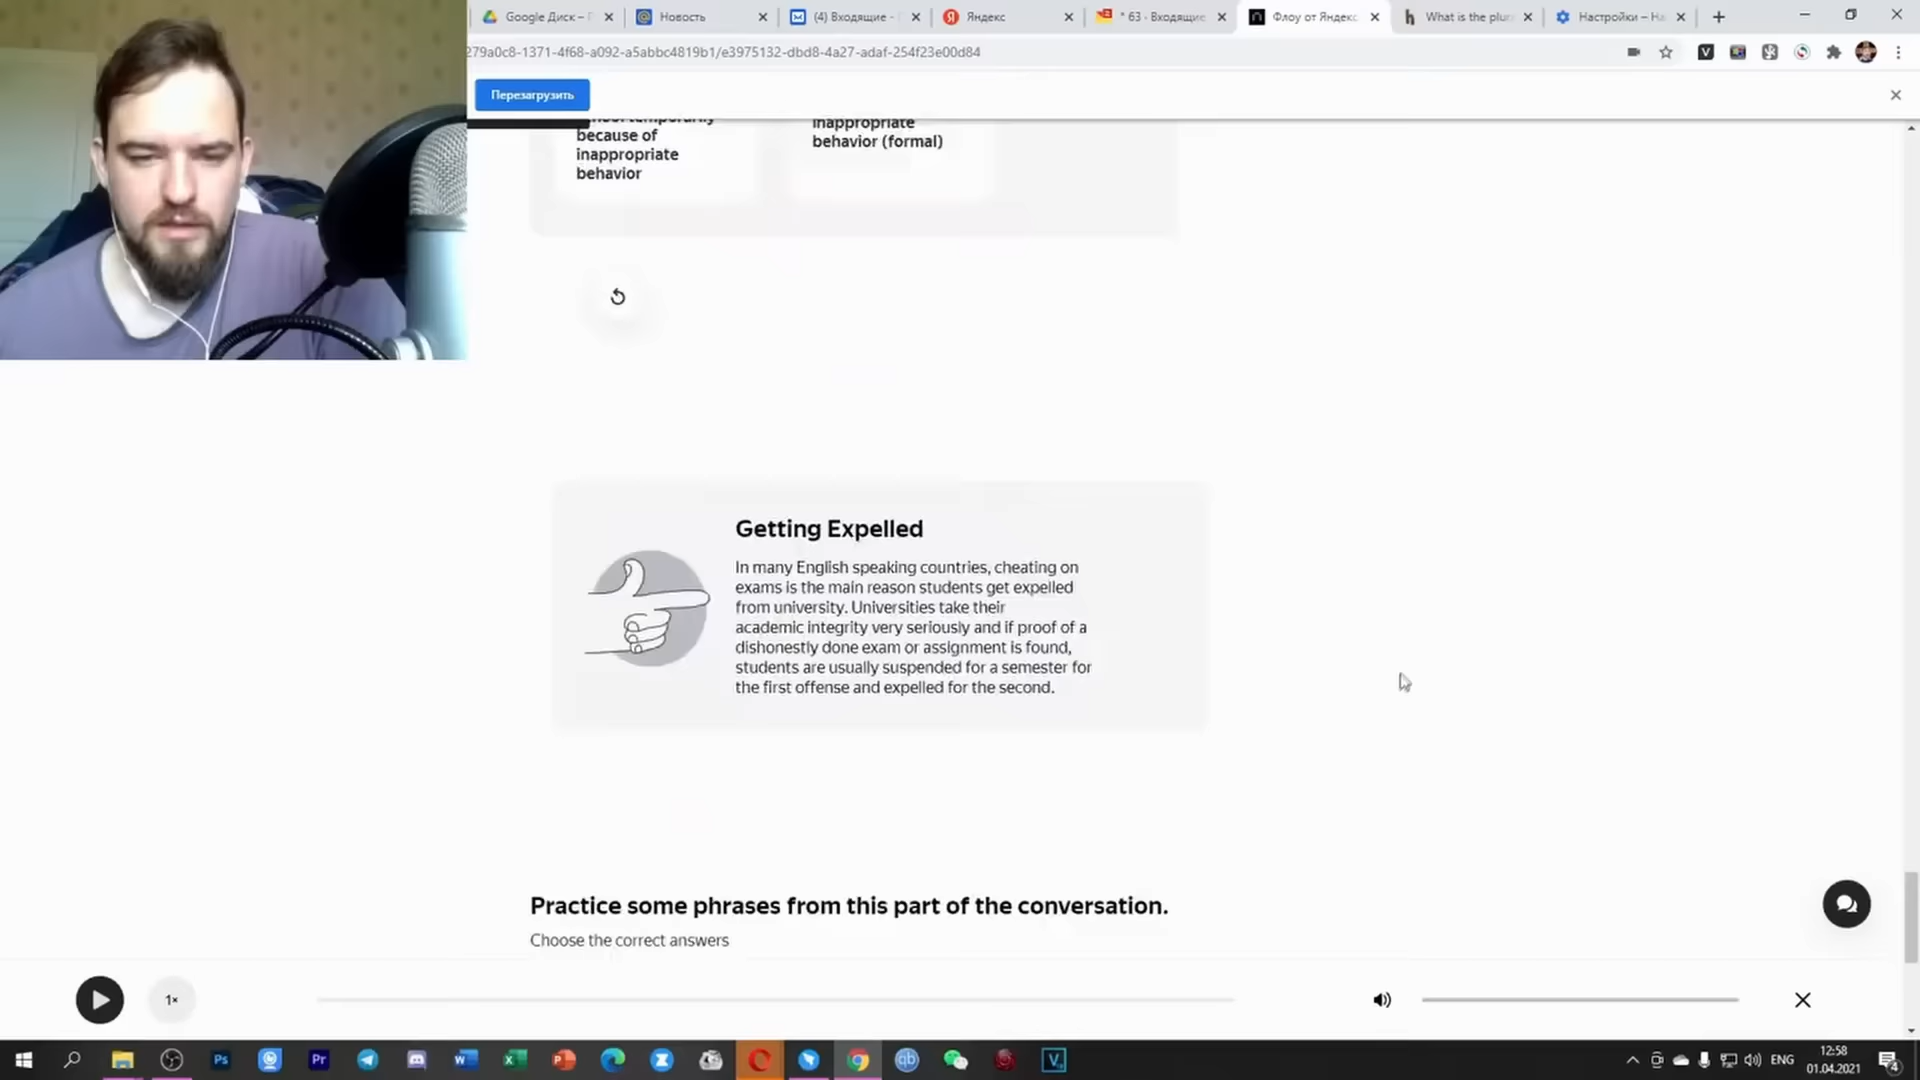 Google Диск –
Новость
(4) Входящие -
Яндекс
* 63 · Входящие
Флоу от Яндекс
What is the plur
Настройки – На
279a0c8-1371-4f68-a092-a5abbc4819b1/e3975132-dbd8-4a27-adaf-254f23e00d84
Перезагрузить
temporarily
because of
inappropriate
behavior
inappropriate
behavior (formal)
Getting Expelled
In many English speaking countries, cheating on
exams is the main reason students get expelled
from university. Universities take their
academic integrity very seriously and if proof of a
dishonestly done exam or assignment is found,
students are usually suspended for a semester for
the first offense and expelled for the second.
Practice some phrases from this part of the conversation.
Choose the correct answers
1×
ENG
12:58
01.04.2021